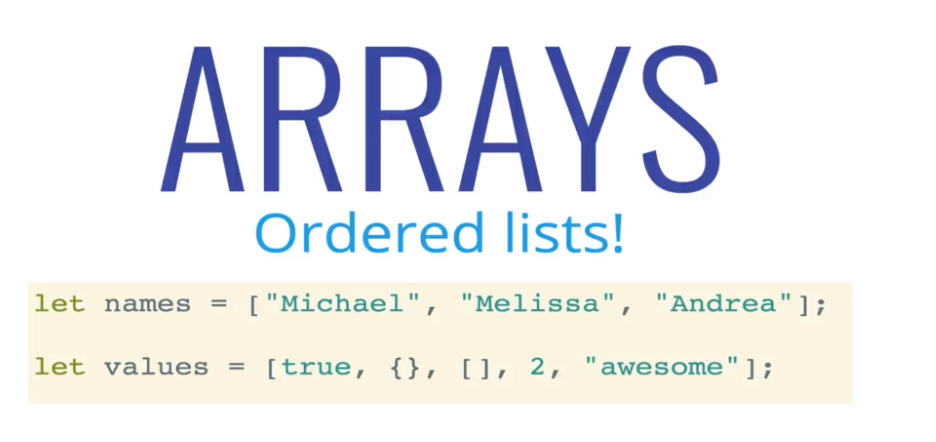 ARRAYS
Ordered lists!
let names = ["Michael", "Melissa", "Andrea"];
let values = [true, {}, [], 2, "awesome"];